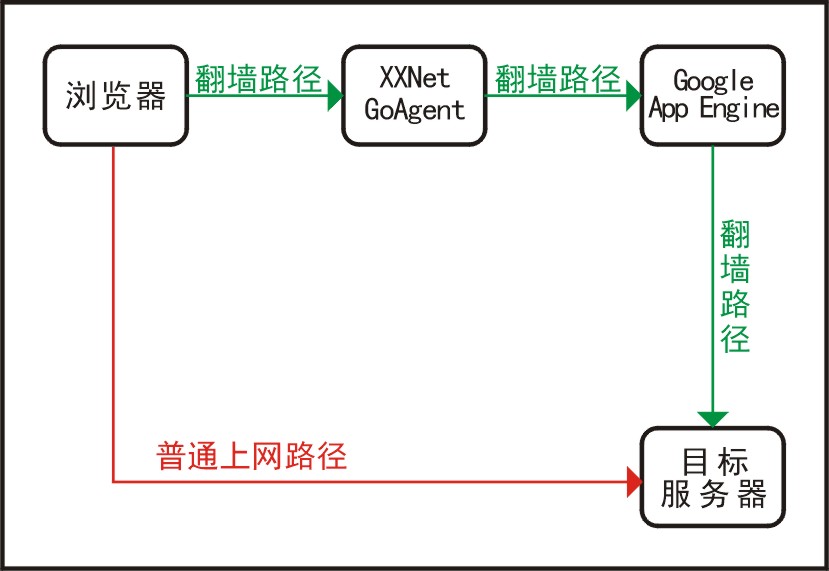 浏览器
翻墙路径
XXNet
GoAgent
翻墙路径
Google
App Engine
翻墙路径
普通上网路径
目标
服务器